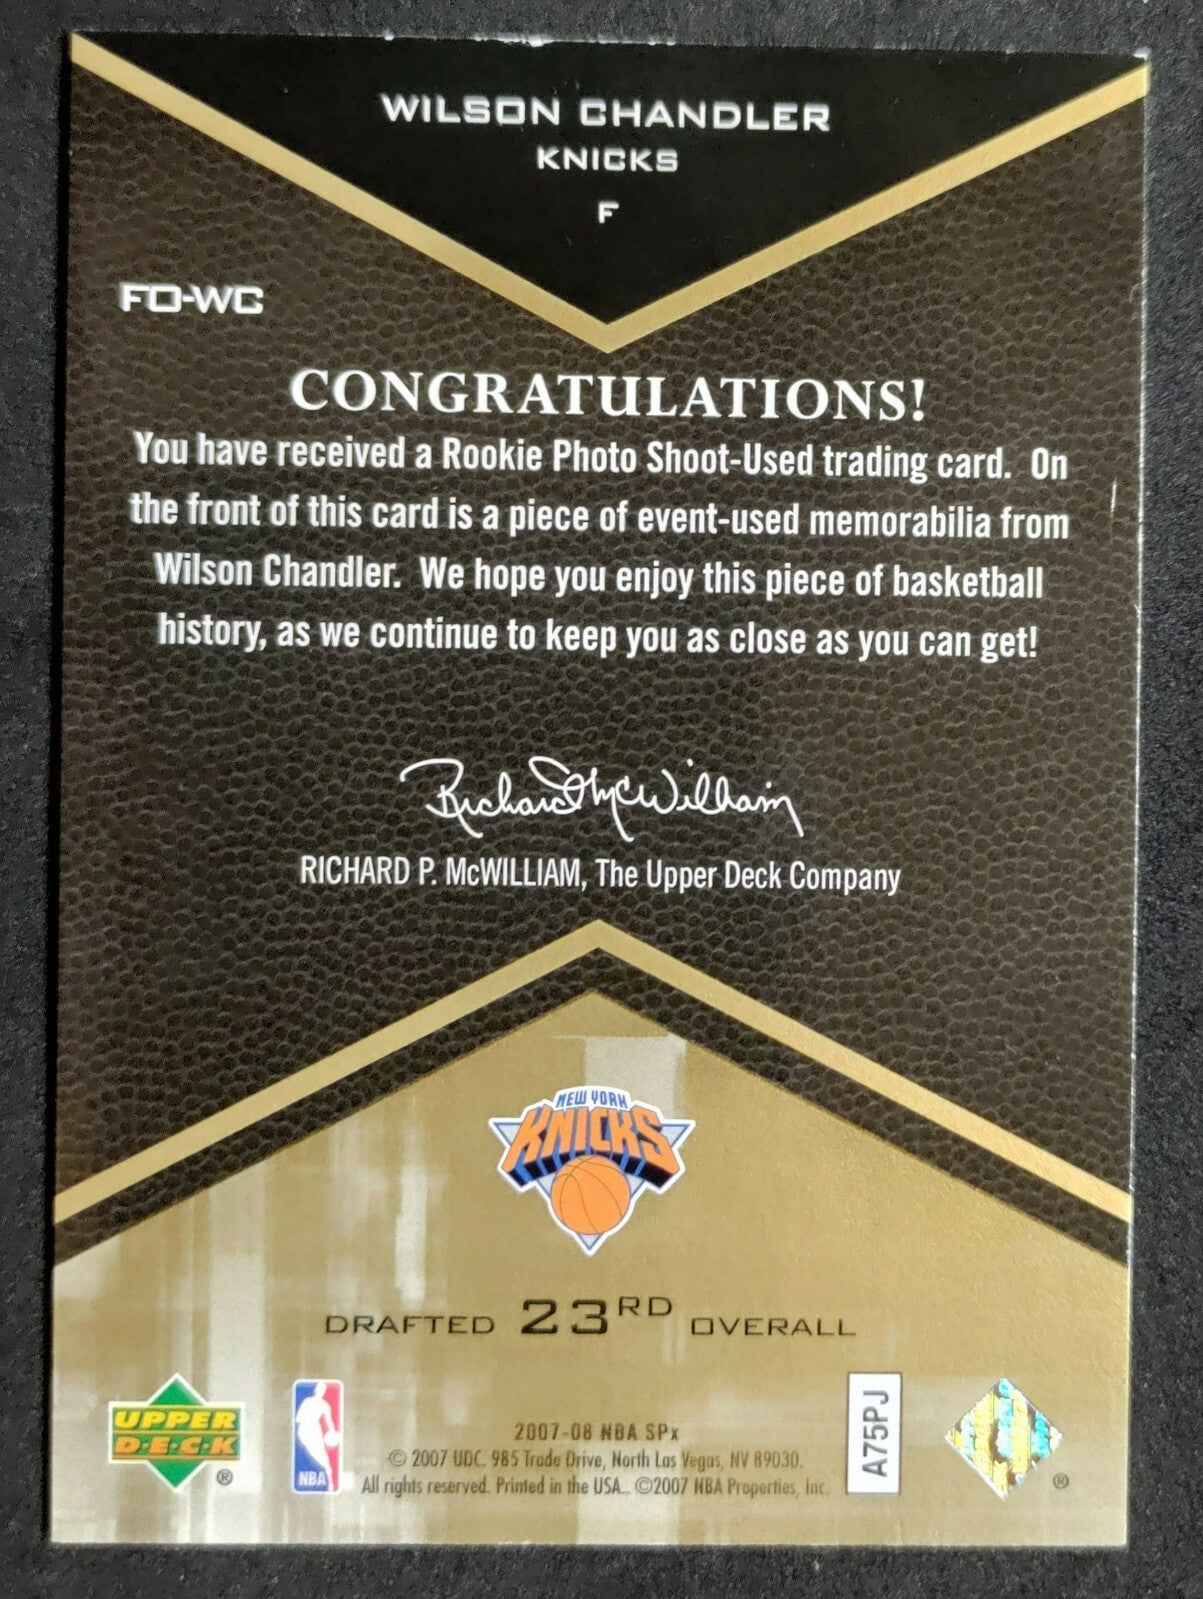 WILSON CHANDLER
KNICKS
F
FO-WC
CONGRATULATIONS!
You have received a Rookie Photo Shoot-Used trading card. On
the front of this card is a piece of event-used memorabilia from
Wilson Chandler. We hope you enjoy this piece of basketball
history, as we continue to keep you as close as you can get!
Richard McWilliam
RICHARD P. McWILLIAM, The Upper Deck Company
NEW YORK
KNICKS
DRAFTED 23RD OVERALL
UPPER
D·E·C·K
®
NBA
2007-08 NBA SPx
© 2007 UDC. 985 Trade Drive, North Las Vegas, NV 89030.
All rights reserved. Printed in the USA.. ©2007 NBA Properties, Inc.
A75PJ
®